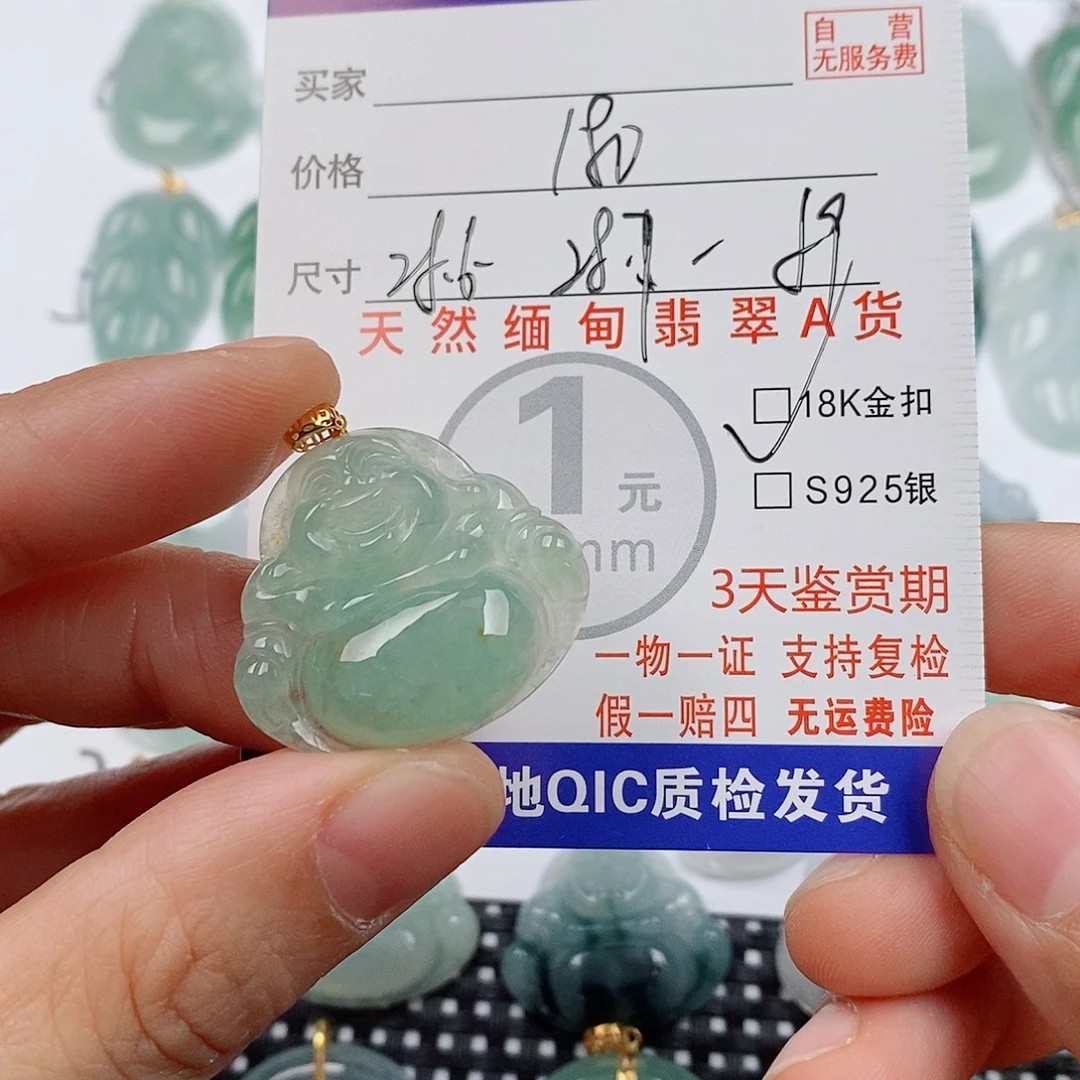 自 营
无服务费
买家
价格
尺寸
天然缅甸翡翠A货
1元
mm
18K金扣
S925银
3天鉴赏期
一物一证 支持复检
假一赔四 无运费险
地QIC质检发货